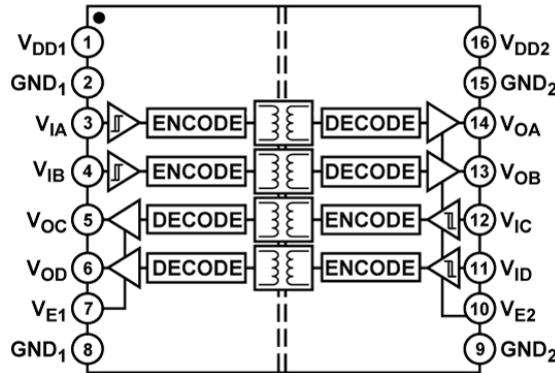 VDD1 1 16 VDD2
GND1 2 15 GND2
VIA 3 ENCODE DECODE 14 VOA
VIB 4 ENCODE DECODE 13 VOB
VOC 5 DECODE ENCODE 12 VIC
VOD 6 DECODE ENCODE 11 VID
VE1 7 10 VE2
GND1 8 9 GND2